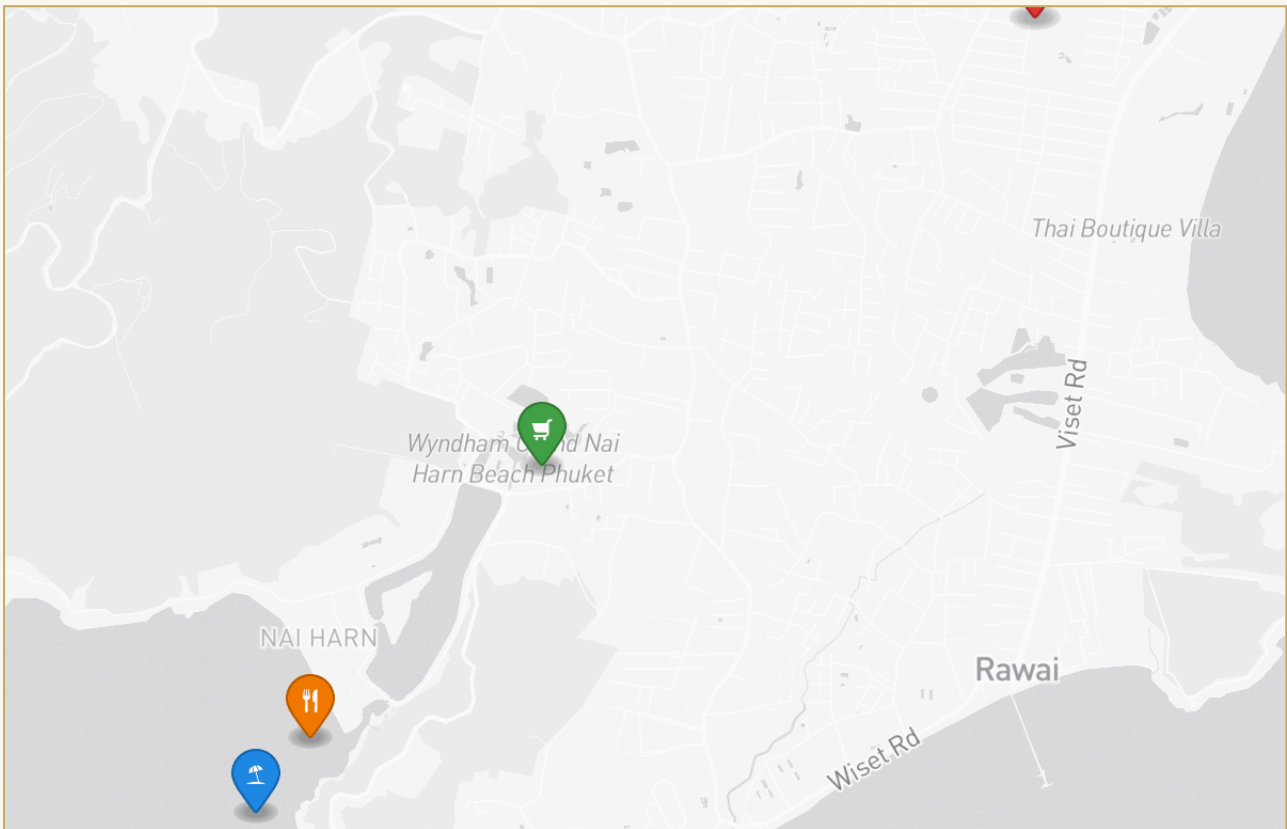 Thai Boutique Villa
Viset Rd
Wyndham Grand Nai
Harn Beach Phuket
NAI HARN
Rawai
Wiset Rd